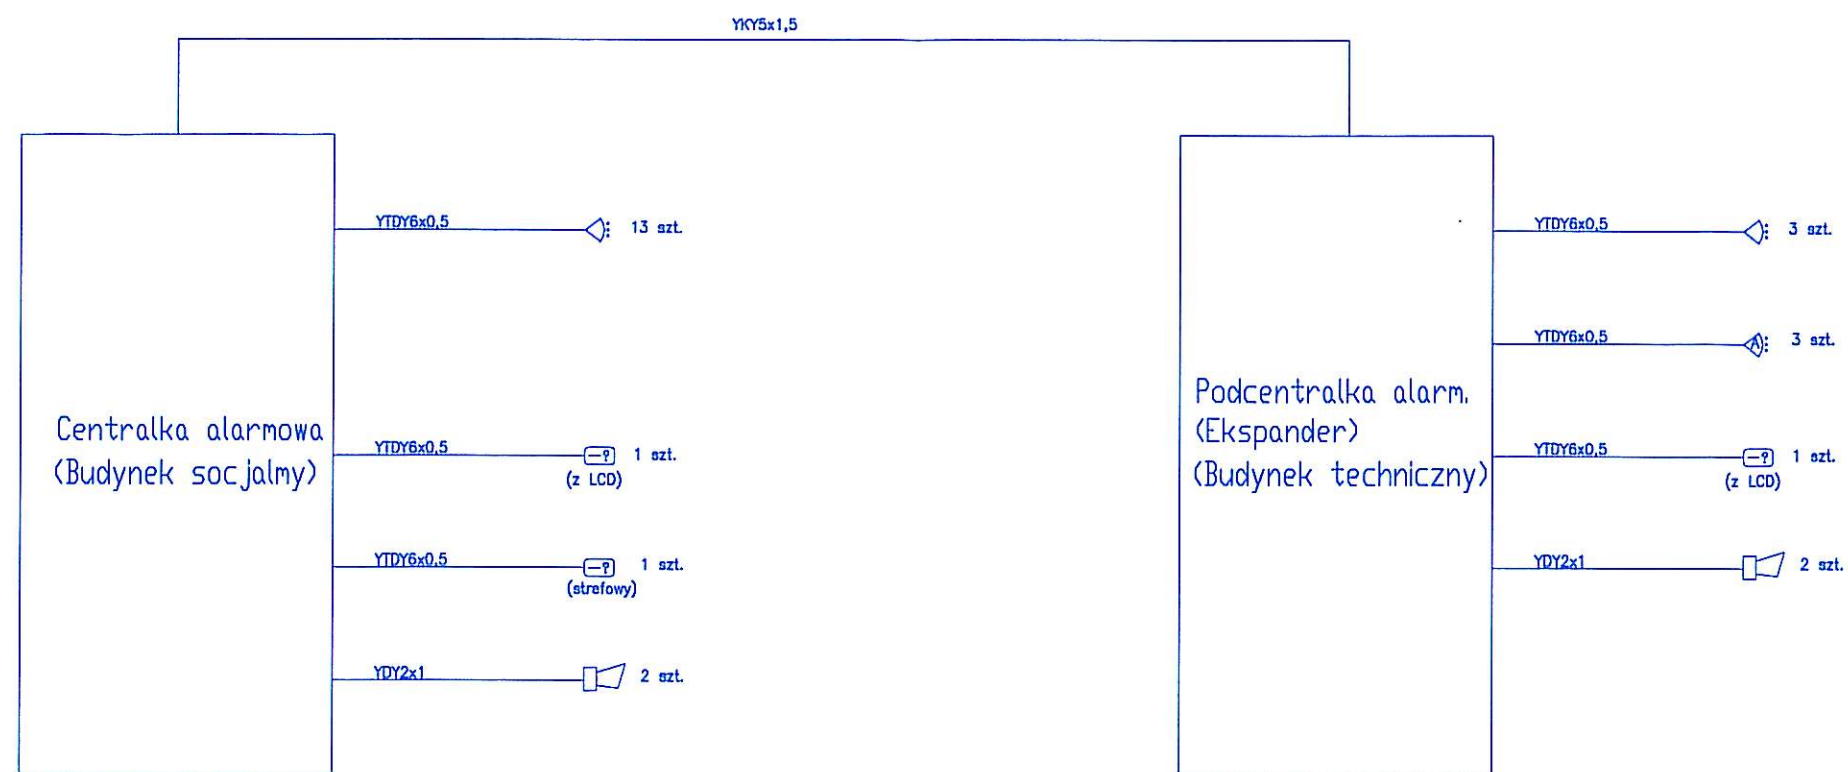 YKY5x1,5
YTDY6x0,5
13 szt.
Centralka alarmowa
(Budynek socjalmy)
YTDY6x0,5
-?
1 szt.
(z LCD)
YTDY6x0,5
-?
1 szt.
(strefowy)
YDY2x1
2 szt.
YTDY6x0,5
3 szt.
YTDY6x0,5
A
3 szt.
Podcentralka alarm.
(Ekspander)
(Budynek techniczny)
YTDY6x0,5
-?
1 szt.
(z LCD)
YDY2x1
2 szt.